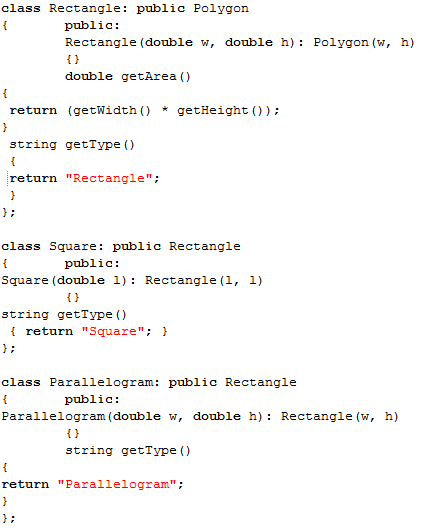 class Rectangle: public Polygon
{       public:
        Rectangle(double w, double h): Polygon(w, h)
        {}
        double getArea()
{
 return (getWidth() * getHeight());
}
 string getType()
 {
 return "Rectangle";
 }
};

class Square: public Rectangle
{       public:
Square(double l): Rectangle(l, l)
        {}
string getType()
 { return "Square"; }
};

class Parallelogram: public Rectangle
{       public:
Parallelogram(double w, double h): Rectangle(w, h)
        {}
        string getType()
{
return "Parallelogram";
}
};